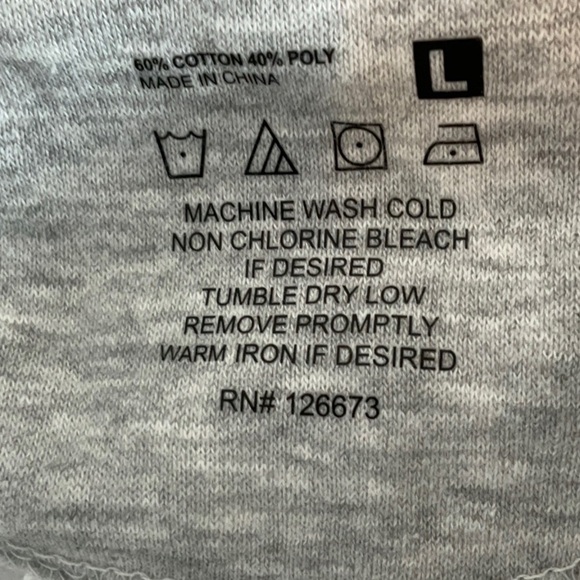 60% COTTON 40% POLY
MADE IN CHINA
L
MACHINE WASH COLD
NON CHLORINE BLEACH
IF DESIRED
TUMBLE DRY LOW
REMOVE PROMPTLY
WARM IRON IF DESIRED
RN# 126673